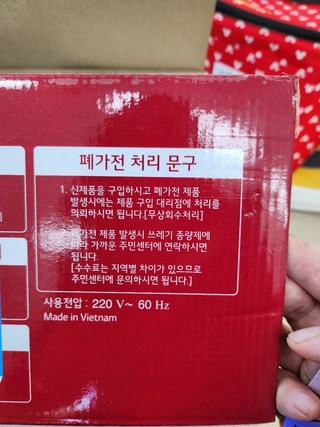 폐가전 처리 문구
1. 신제품을 구입하시고 폐가전 제품
발생시에는 제품 구입 대리점에 처리를
의뢰하시면 됩니다.[무상회수처리]
2. 폐가전 제품 발생시 쓰레기 종량제에
따라 가까운 주민센터에 연락하시면
됩니다.
[수수료는 지역별 차이가 있으므로
주민센터에 문의하시면 됩니다.]
사용전압 : 220 V~ 60 Hz
Made in Vietnam